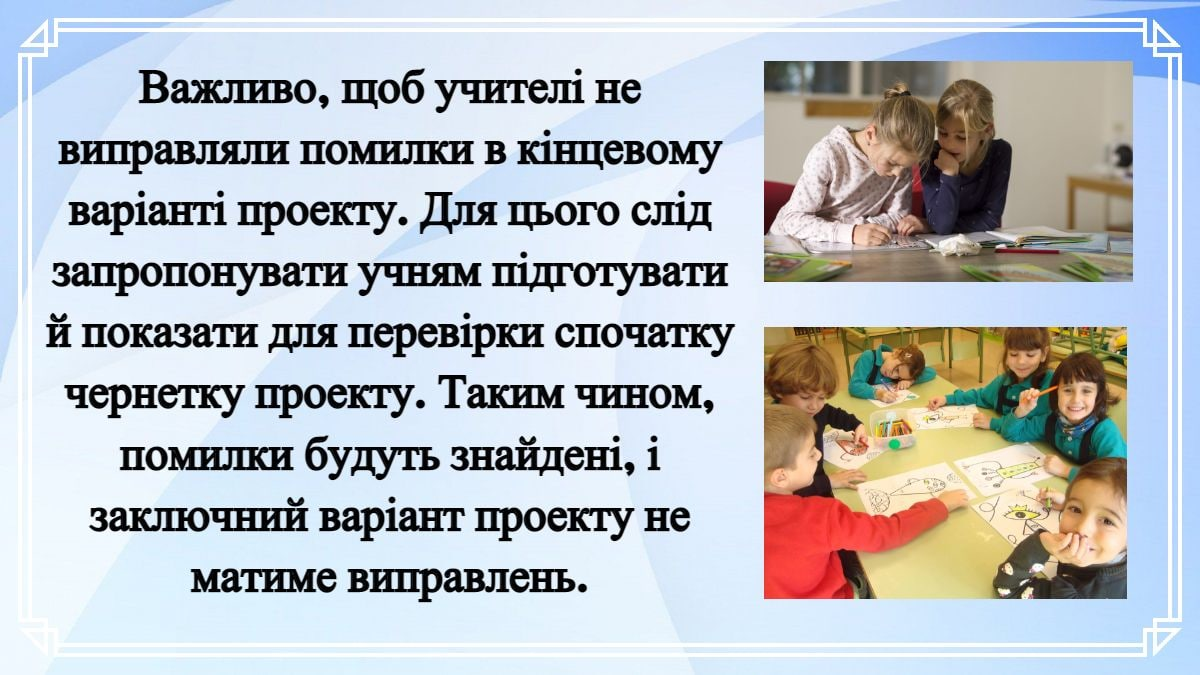 Важливо, щоб учителі не
виправляли помилки в кінцевому
варіанті проекту. Для цього слід
запропонувати учням підготувати
й показати для перевірки спочатку
чернетку проекту. Таким чином,
помилки будуть знайдені, і
заключний варіант проекту не
матиме виправлень.